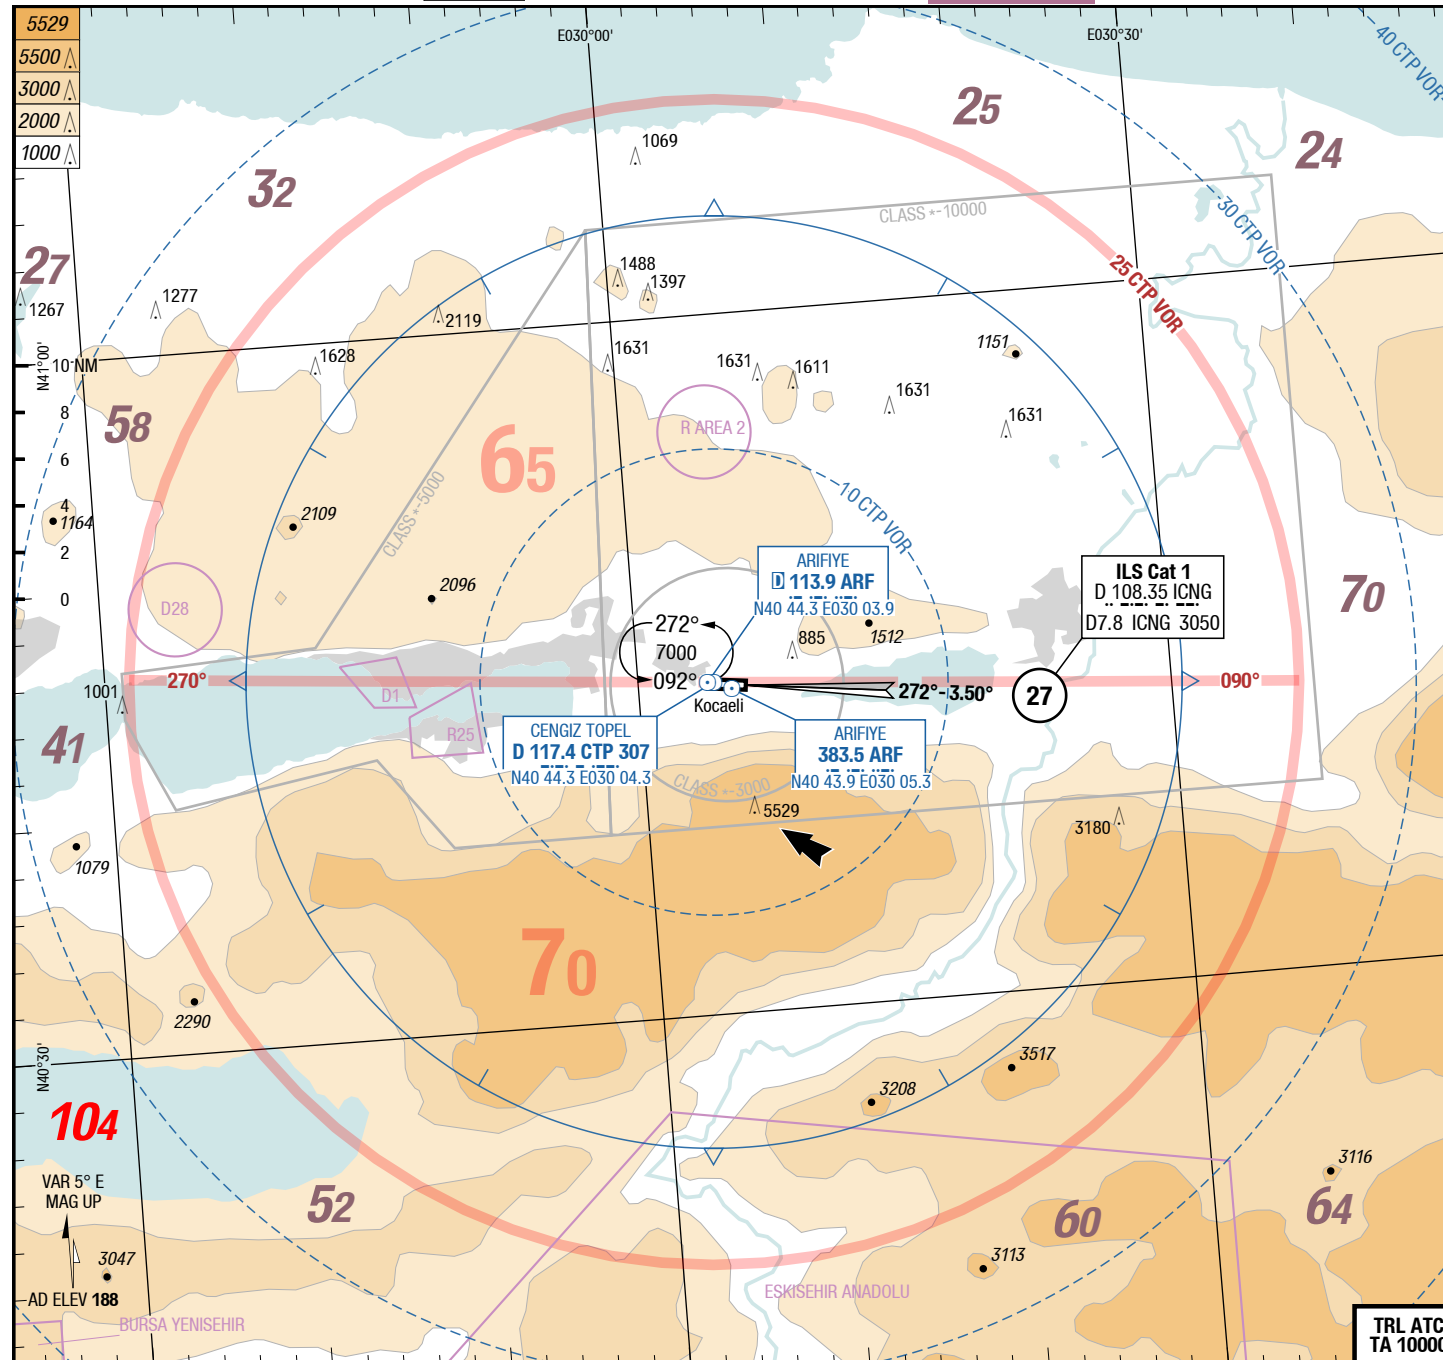 5529
5500
3000
2000
1000
E030°00'
E030°30'
40 CTP VOR
25
24
32
27
1069
CLASS *-10000
30 CTP VOR
25 CTP VOR
1267
1277
1488
1397
2119
1628
1631
1631
1611
1631
1631
1151
N41°00'
10 NM
8
6
4
2
0
58
65
R AREA 2
CLASS *-5000
10 CTP VOR
1164
2109
2096
D28
ARIFIYE
D 113.9 ARF
N40 44.3 E030 03.9
ILS Cat 1
D 108.35 ICNG
D7.8 ICNG 3050
70
272°
7000
092°
885
1512
1001
270°
D1
R25
Kocaeli
272°-3.50°
27
090°
41
CENGIZ TOPEL
D 117.4 CTP 307
N40 44.3 E030 04.3
ARIFIYE
383.5 ARF
N40 43.9 E030 05.3
CLASS *-3000
5529
3180
1079
70
2290
N40°30'
104
3517
3208
VAR 5° E
MAG UP
52
3116
64
60
3047
3113
AD ELEV 188
ESKISEHIR ANADOLU
BURSA YENISEHIR
TRL ATC
TA 10000